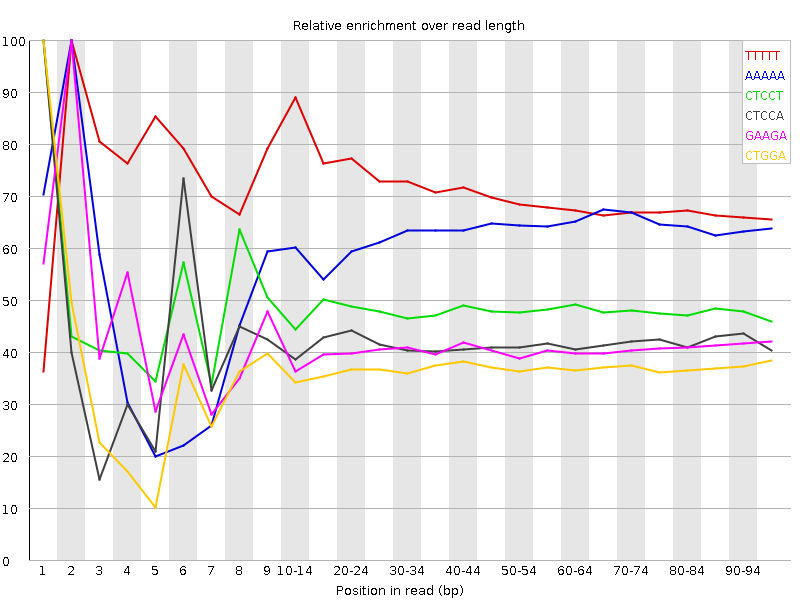 Relative enrichment over read length
100
90
80
70
60
50
40
30
20
10
0
TTTTT
AAAAA
CTCCT
CTCCA
GAAGA
CTGGA
1 2 3 4 5 6 7 8 9 10-14 20-24 30-34 40-44 50-54 60-64 70-74 80-84 90-94
Position in read (bp)